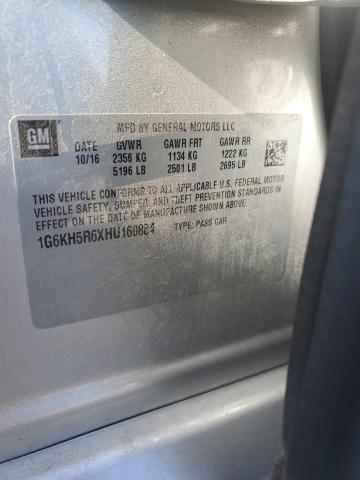 GM
MFD BY GENERAL MOTORS LLC
DATE GVWR GAWR FRT GAWR RR
10/16 2356 KG 1134 KG 1222 KG
5196 LB 2501 LB 2695 LB
THIS VEHICLE CONFORMS TO ALL APPLICABLE U.S. FEDERAL MOTOR
VEHICLE SAFETY, BUMPER, AND THEFT PREVENTION STANDARDS IN
EFFECT ON THE DATE OF MANUFACTURE SHOWN ABOVE.
1G6KH5R6XHU160824 TYPE: PASS CAR